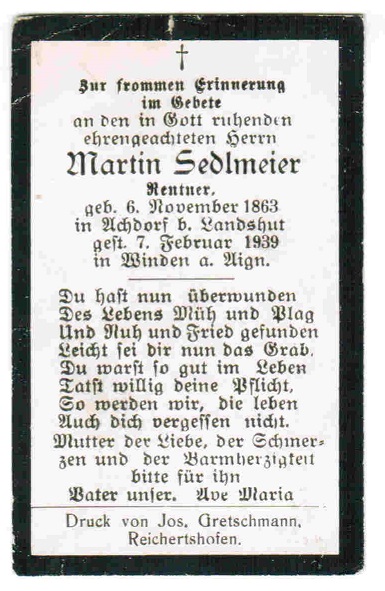 Zur frommen Erinnerung
im Gebete
an den in Gott ruhenden
ehrengeachteten Herrn
Martin Sedlmeier
Rentner,
geb. 6. November 1863
in Achdorf b. Landshut
gest. 7. Februar 1939
in Winden a. Aign.
Du hast nun überwunden
Des Lebens Müh und Plag
Und Ruh und Fried gefunden
Leicht sei dir nun das Grab.
Du warst so gut im Leben
Tatst willig deine Pflicht,
So werden wir, die leben
Auch dich vergessen nicht.
Mutter der Liebe, der Schmer-
zen und der Barmherzigkeit
bitte für ihn
Vater unser. Ave Maria
Druck von Jos. Gretschmann,
Reichertshofen.